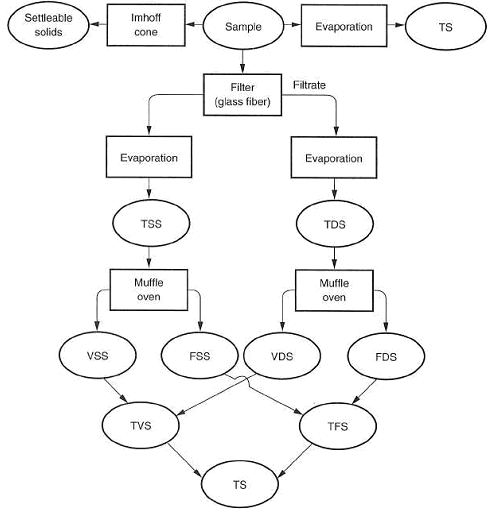 Settleable
solids
Imhoff
cone
Sample
Evaporation
TS
Filter
(glass fiber)
Filtrate
Evaporation
Evaporation
TSS
TDS
Muffle
oven
Muffle
oven
VSS
FSS
VDS
FDS
TVS
TFS
TS